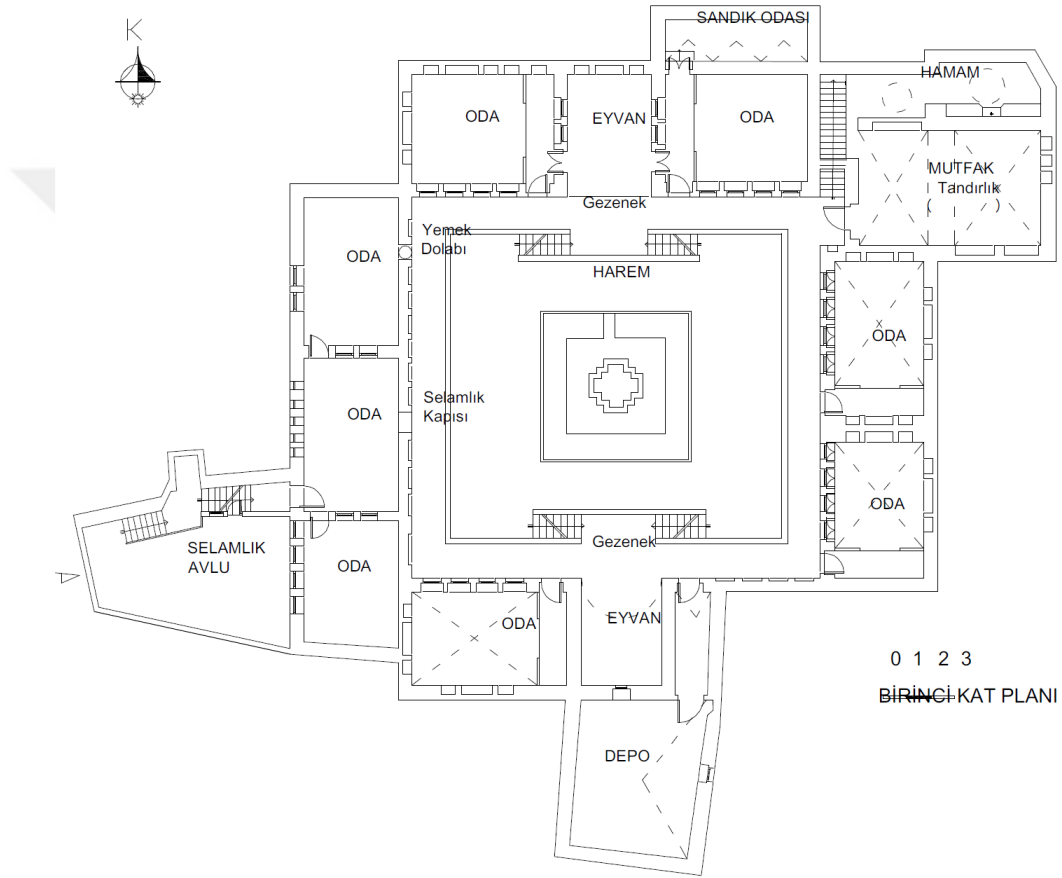 K
SANDIK ODASI
HAMAM
ODA
EYVAN
ODA
MUTFAK
Tandırlık
( )
Gezenek
Yemek
Dolabı
ODA
HAREM
ODA
Selamlık
Kapısı
ODA
ODA
SELAMLIK
AVLU
Gezenek
ODA
ODA
EYVAN
DEPO
0 1 2 3
BİRİNCİ KAT PLANI